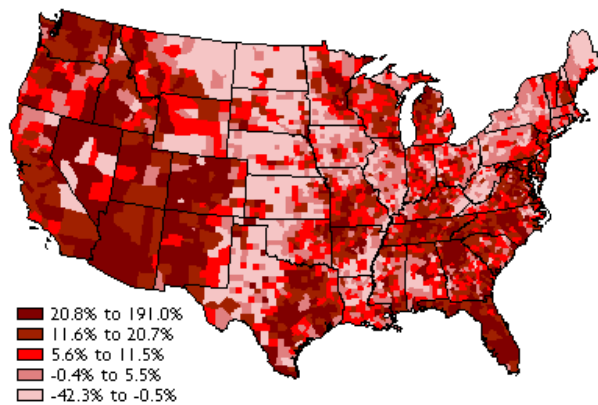 20.8% to 191.0%
11.6% to 20.7%
5.6% to 11.5%
-0.4% to 5.5%
-42.3% to -0.5%